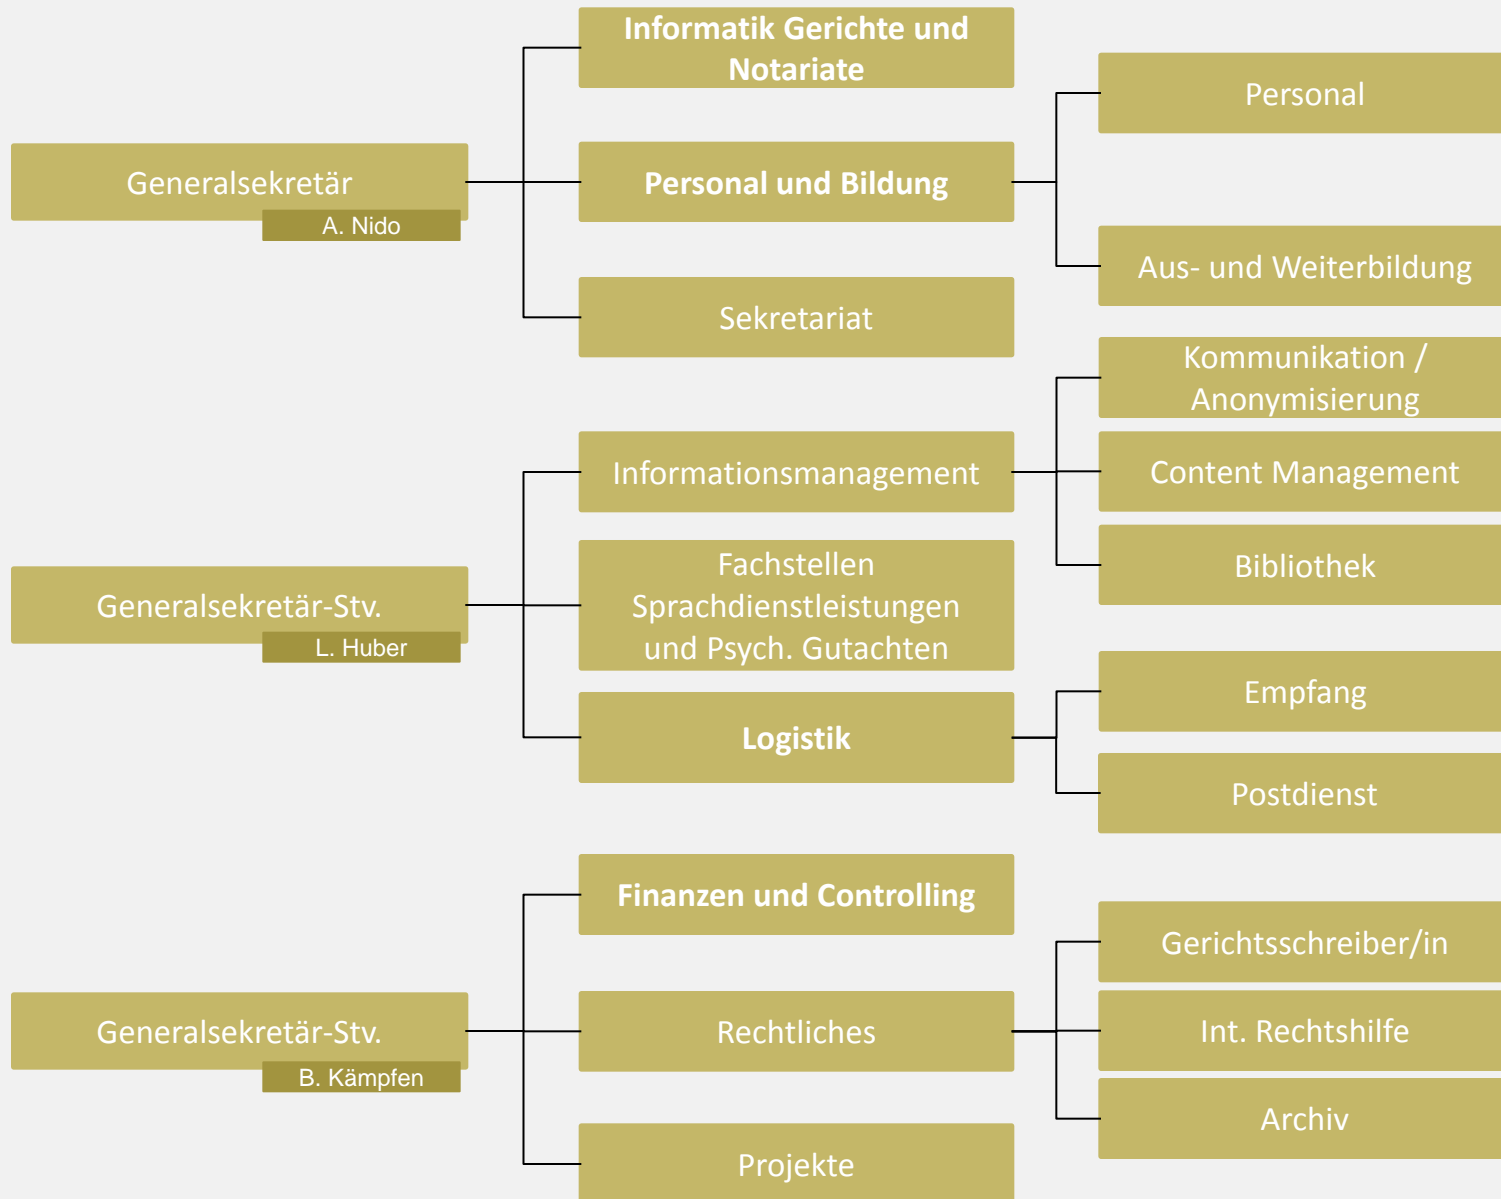 Generalsekretär
A. Nido
Informatik Gerichte und
Notariate
Personal und Bildung
Personal
Aus- und Weiterbildung
Sekretariat
Generalsekretär-Stv.
L. Huber
Informationsmanagement
Kommunikation /
Anonymisierung
Content Management
Bibliothek
Fachstellen
Sprachdienstleistungen
und Psych. Gutachten
Logistik
Empfang
Postdienst
Generalsekretär-Stv.
B. Kämpfen
Finanzen und Controlling
Rechtliches
Gerichtsschreiber/in
Int. Rechtshilfe
Archiv
Projekte